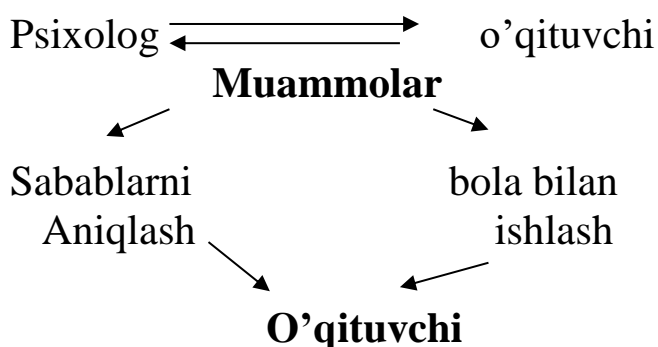 Psixolog o’qituvchi
Muammolar
Sabablarni bola bilan
Aniqlash ishlash
O’qituvchi